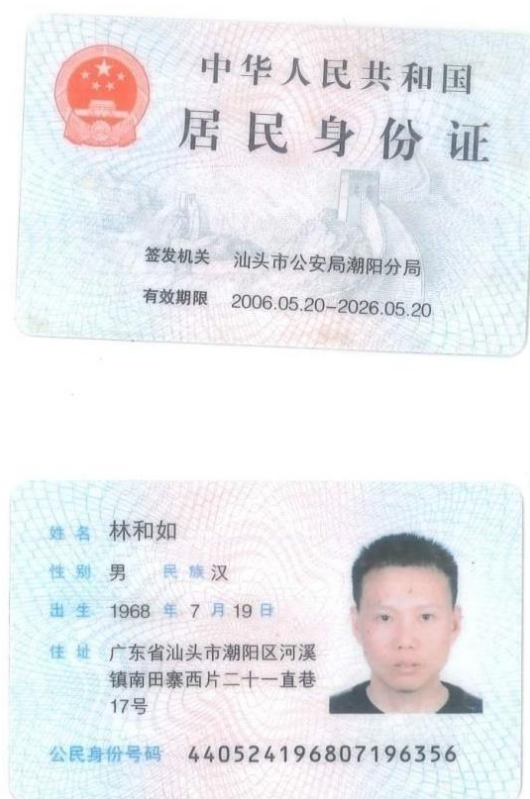 中华人民共和国
居民身份证
签发机关 汕头市公安局潮阳分局
有效期限 2006.05.20-2026.05.20
姓名 林和如
性别 男 民族 汉
出生 1968 年 7 月 19 日
住址 广东省汕头市潮阳区河溪
镇南田寨西片二十一直巷
17号
公民身份号码 440524196807196356